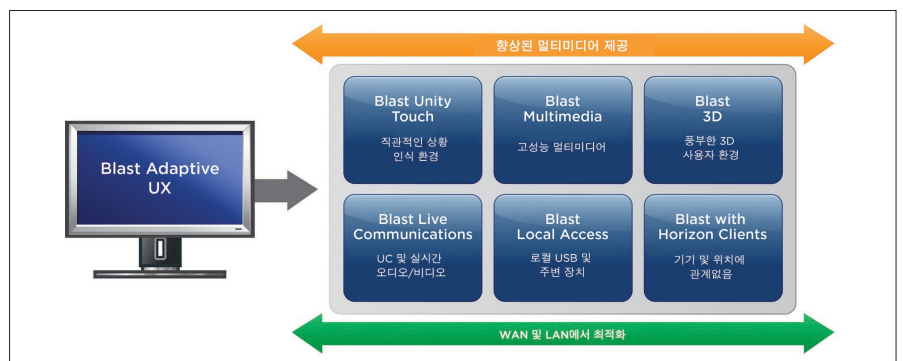 향상된 멀티미디어 제공
Blast Adaptive
UX
Blast Unity
Touch
직관적인 상황
인식 환경
Blast
Multimedia
고성능 멀티미디어
Blast
3D
풍부한 3D
사용자 환경
Blast Live
Communications
UC 및 실시간
오디오/비디오
Blast
Local Access
로컬 USB 및
주변 장치
Blast with
Horizon Clients
기기 및 위치에
관계없음
WAN 및 LAN에서 최적화